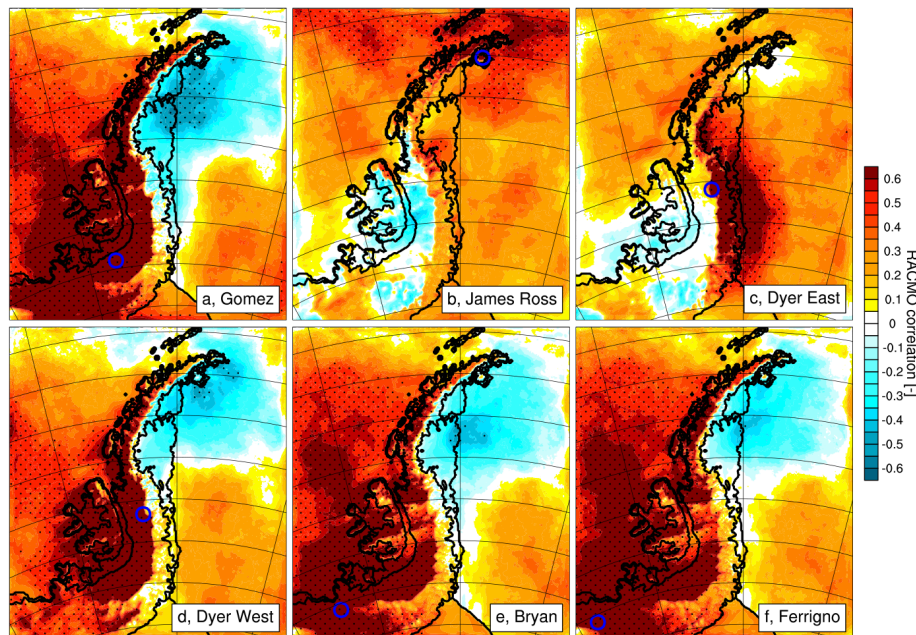 a, Gomez
b, James Ross
c, Dyer East
d, Dyer West
e, Bryan
f, Ferrigno
0.6
0.5
0.4
0.3
0.2
0.1
0
-0.1
-0.2
-0.3
-0.4
-0.5
-0.6
RACMO correlation [-]